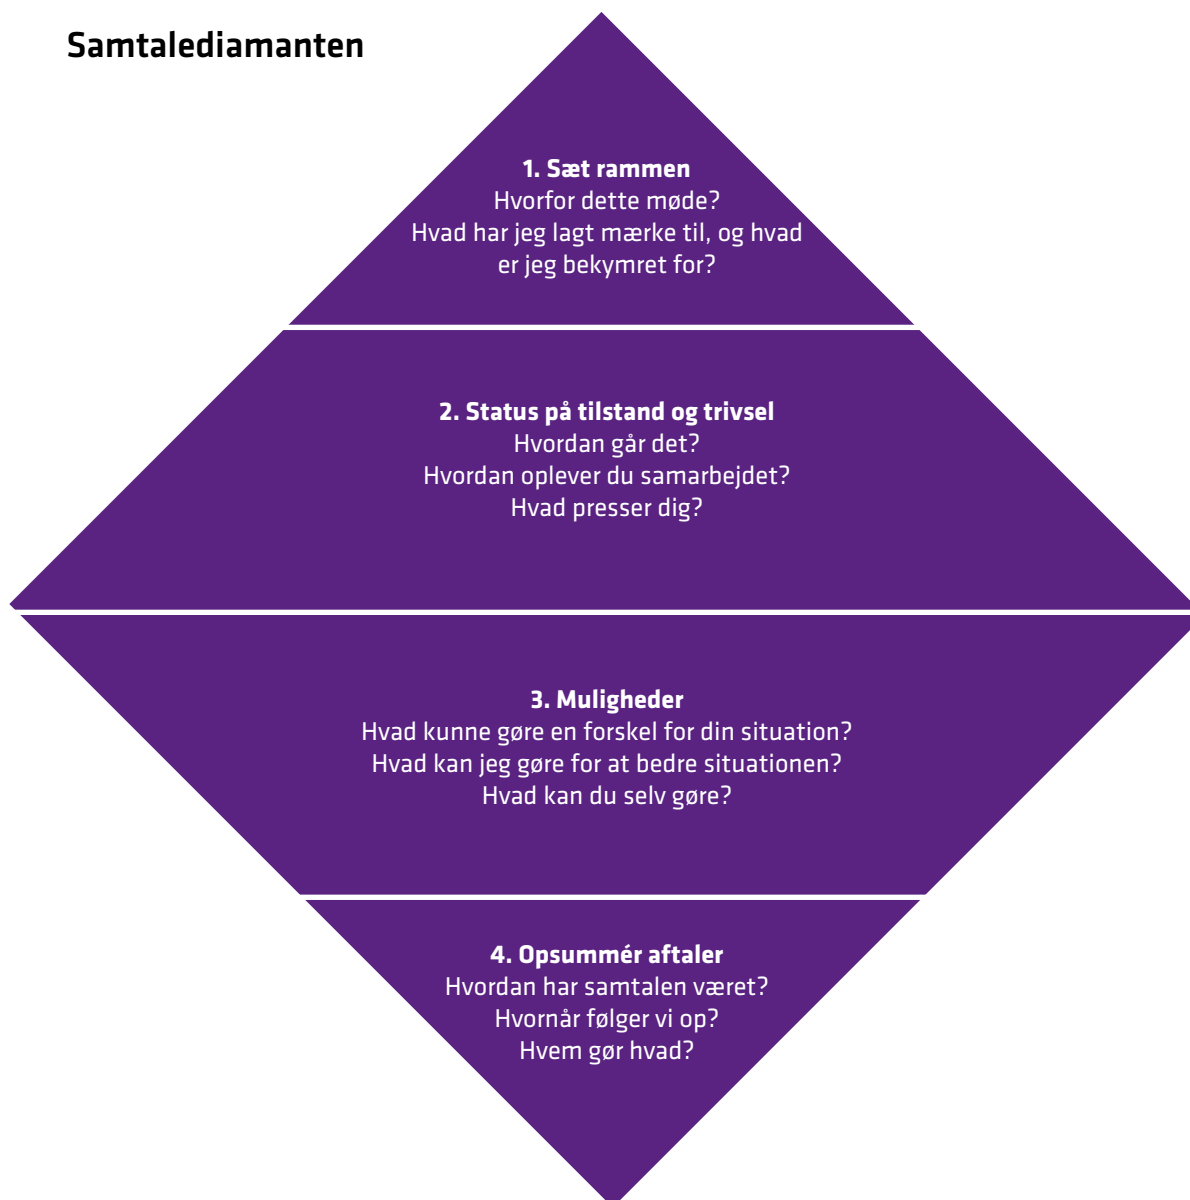 Samtalediamanten
1. Sæt rammen
Hvorfor dette møde?
Hvad har jeg lagt mærke til, og hvad
er jeg bekymret for?
2. Status på tilstand og trivsel
Hvordan går det?
Hvordan oplever du samarbejdet?
Hvad presser dig?
3. Muligheder
Hvad kunne gøre en forskel for din situation?
Hvad kan jeg gøre for at bedre situationen?
Hvad kan du selv gøre?
4. Opsummér aftaler
Hvordan har samtalen været?
Hvornår følger vi op?
Hvem gør hvad?